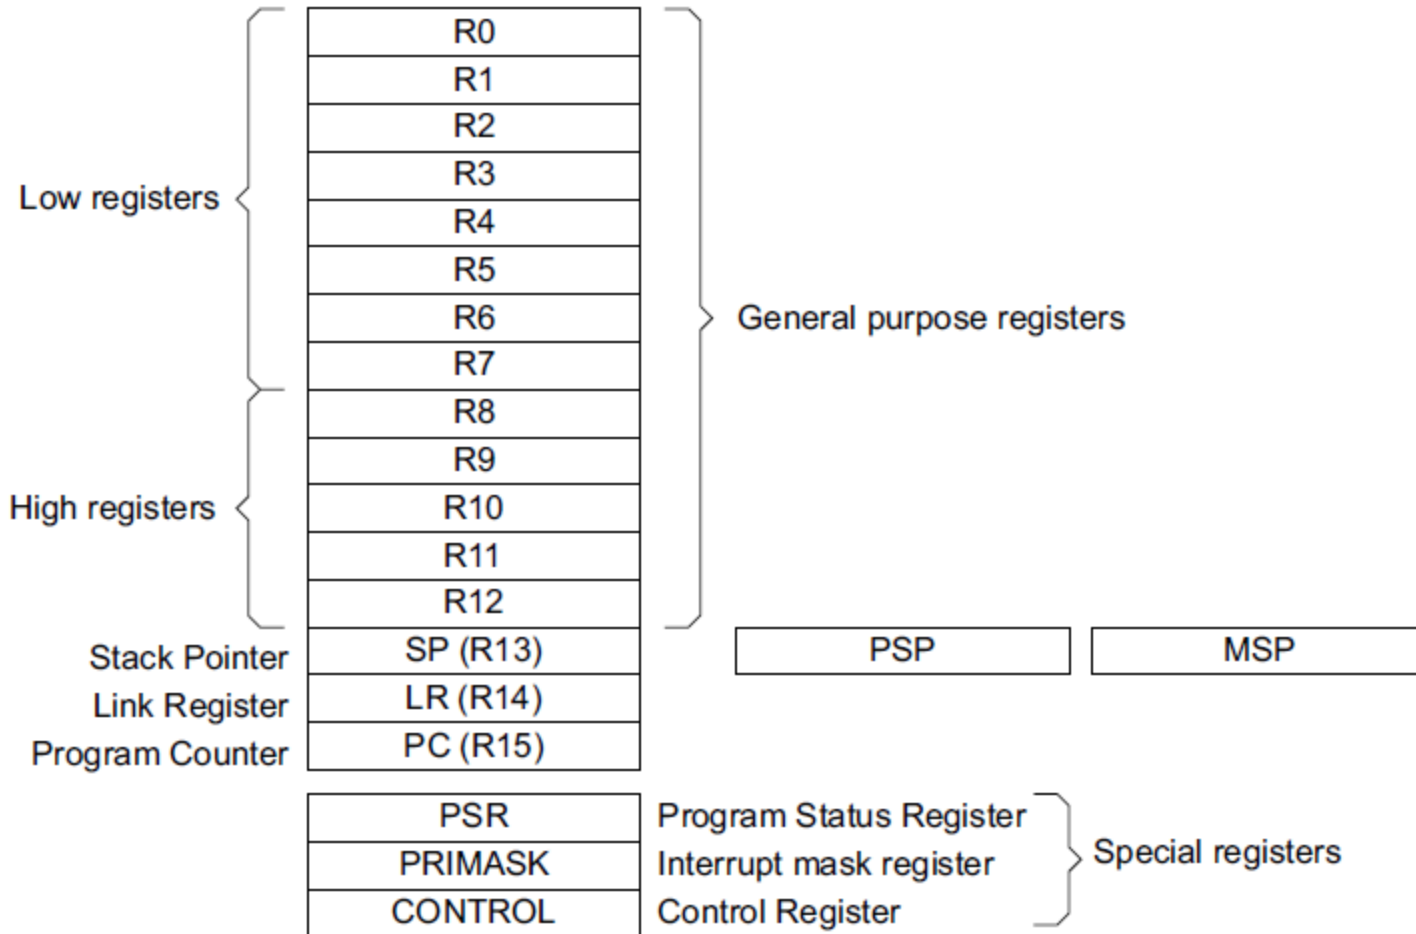 R0
R1
R2
R3
Low registers
R4
R5
R6
General purpose registers
R7
R8
R9
High registers
R10
R11
R12
Stack Pointer
SP (R13)
PSP
MSP
Link Register
LR (R14)
Program Counter
PC (R15)
PSR
Program Status Register
PRIMASK
Interrupt mask register
Special registers
CONTROL
Control Register